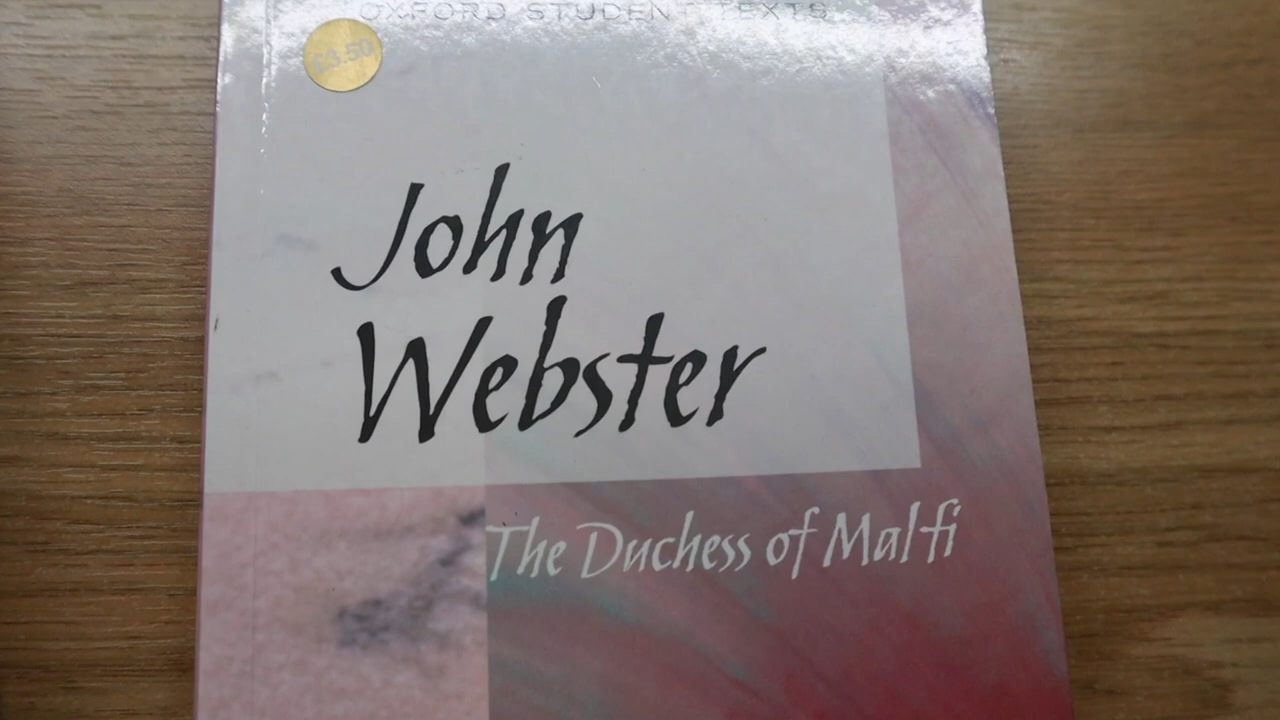 OXFORD STUDENT TEXTS
£3.50
John
Webster
The Duchess of Malfi